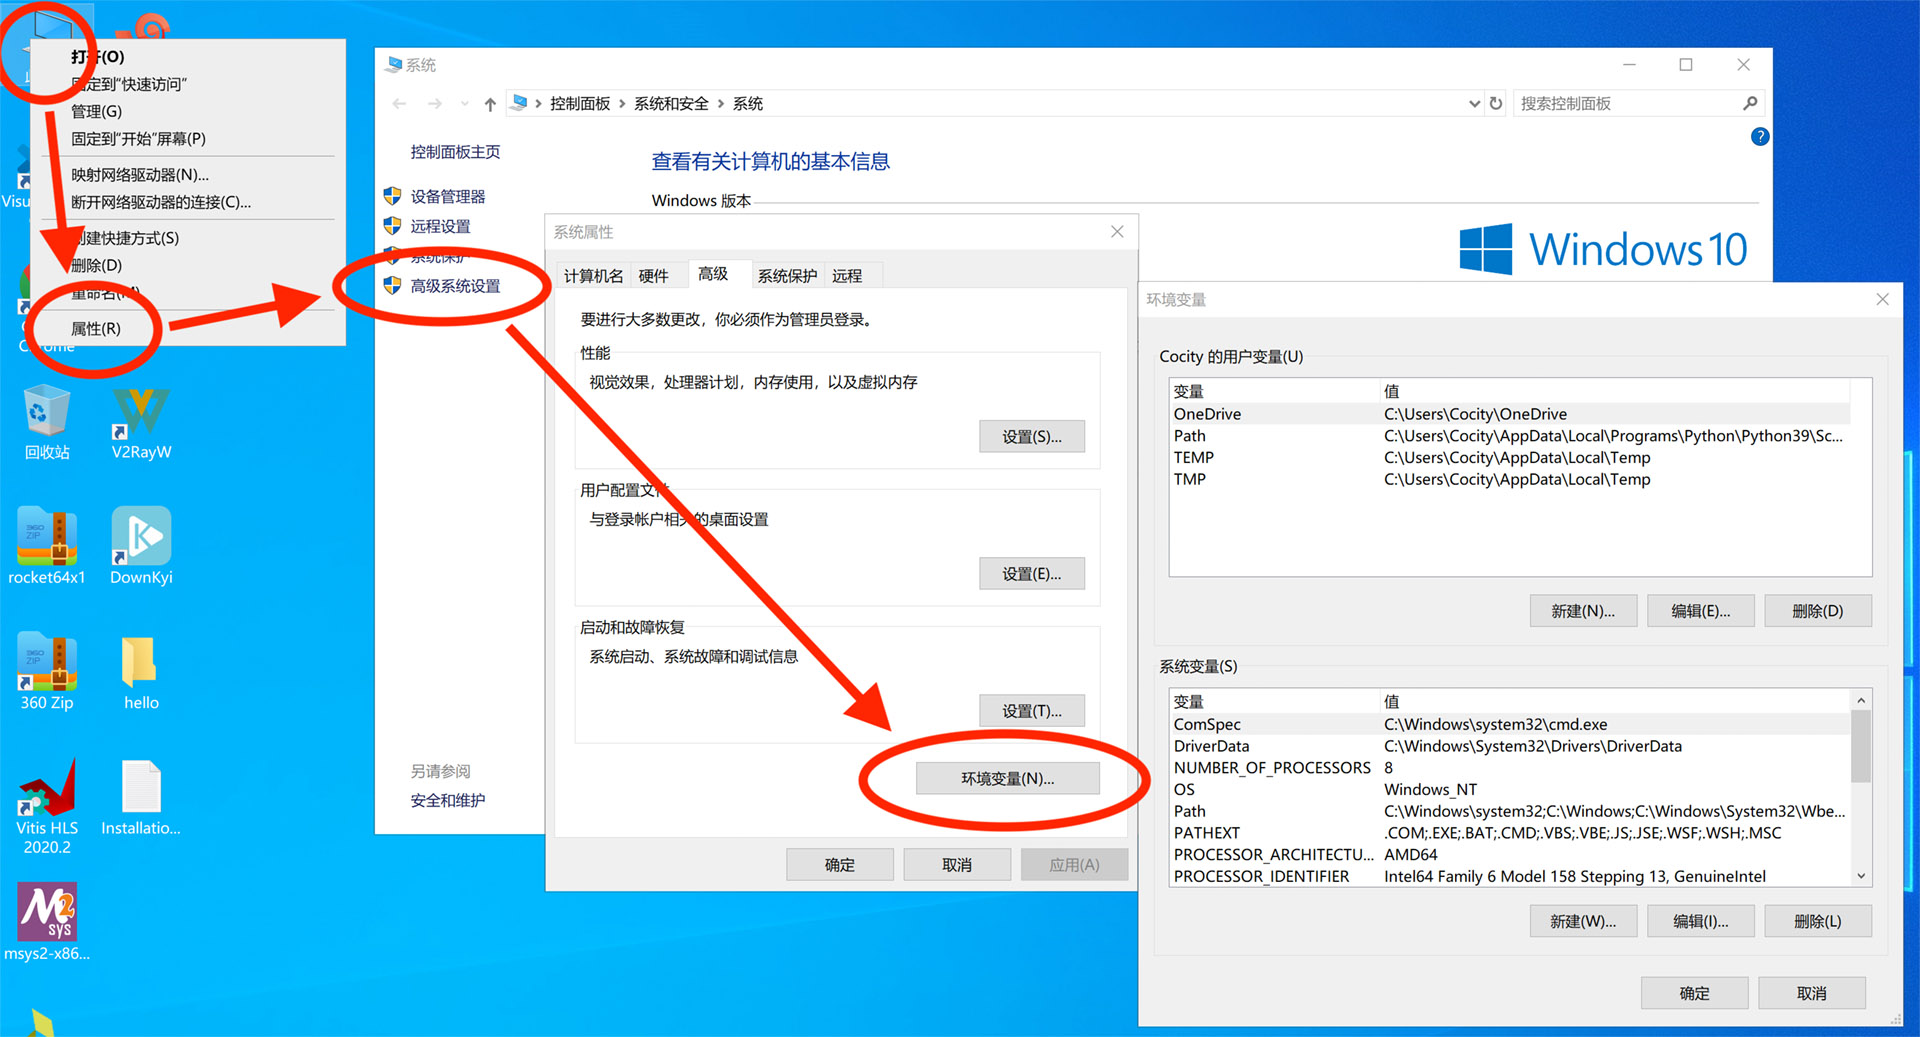 打开(O)
固定到"快速访问"
管理(G)
固定到"开始"屏幕(P)
映射网络驱动器(N)...
断开网络驱动器的连接(C)...
创建快捷方式(S)
删除(D)
重命名(M)
属性(R)
Visu
Chrome
回收站
V2RayW
rocket64x1
DownKyi
360 Zip
hello
Vitis HLS
2020.2
Installatio...
msys2-x86...
系统
控制面板 > 系统和安全 > 系统
搜索控制面板
控制面板主页
设备管理器
远程设置
系统保护
高级系统设置
另请参阅
安全和维护
查看有关计算机的基本信息
Windows 版本
Windows 10
系统属性
计算机名 硬件 高级 系统保护 远程
要进行大多数更改，你必须作为管理员登录。
性能
视觉效果，处理器计划，内存使用，以及虚拟内存
设置(S)...
用户配置文件
与登录帐户相关的桌面设置
设置(E)...
启动和故障恢复
系统启动、系统故障和调试信息
设置(T)...
环境变量(N)...
确定 取消 应用(A)
环境变量
Cocity 的用户变量(U)
变量 值
OneDrive C:\Users\Cocity\OneDrive
Path C:\Users\Cocity\AppData\Local\Programs\Python\Python39\Sc...
TEMP C:\Users\Cocity\AppData\Local\Temp
TMP C:\Users\Cocity\AppData\Local\Temp
新建(N)... 编辑(E)... 删除(D)
系统变量(S)
变量 值
ComSpec C:\Windows\system32\cmd.exe
DriverData C:\Windows\System32\Drivers\DriverData
NUMBER_OF_PROCESSORS 8
OS Windows_NT
Path C:\Windows\system32;C:\Windows;C:\Windows\System32\Wbe...
PATHEXT .COM;.EXE;.BAT;.CMD;.VBS;.VBE;.JS;.JSE;.WSF;.WSH;.MSC
PROCESSOR_ARCHITECTU... AMD64
PROCESSOR_IDENTIFIER Intel64 Family 6 Model 158 Stepping 13, GenuineIntel
新建(W)... 编辑(I)... 删除(L)
确定 取消